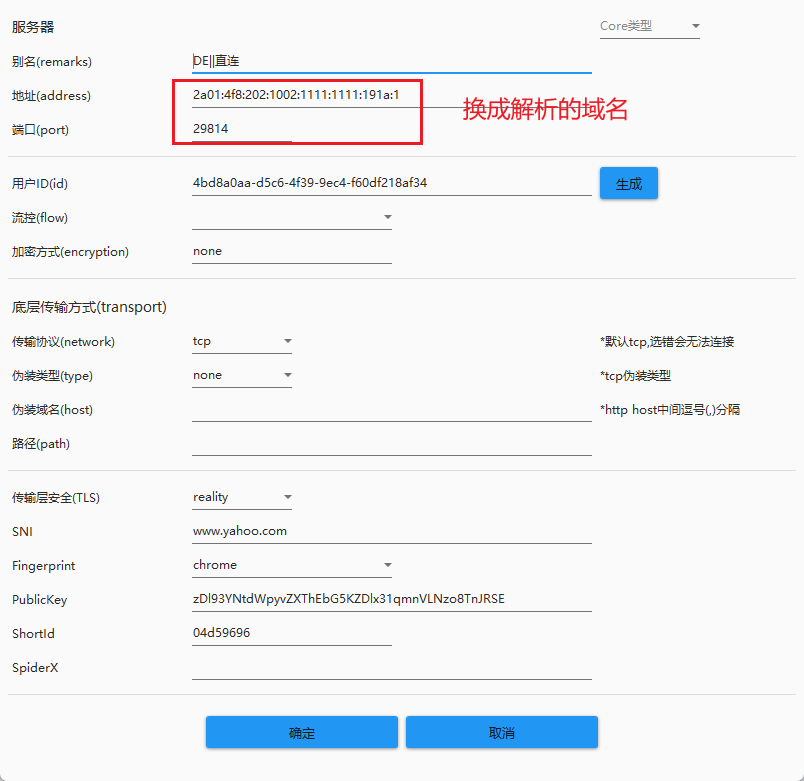 服务器 Core类型
别名(remarks) DE||直连
地址(address) 2a01:4f8:202:1002:1111:1111:191a:1
换成解析的域名
端口(port) 29814
用户ID(id) 4bd8a0aa-d5c6-4f39-9ec4-f60df218af34 生成
流控(flow)
加密方式(encryption) none
底层传输方式(transport)
传输协议(network) tcp *默认tcp,选错会无法连接
伪装类型(type) none *tcp伪装类型
伪装域名(host) *http host中间逗号(,)分隔
路径(path)
传输层安全(TLS) reality
SNI www.yahoo.com
Fingerprint chrome
PublicKey zDl93YNtdWpyvZXThEbG5KZDlx31qmnVLNzo8TnJRSE
ShortId 04d59696
SpiderX
确定 取消